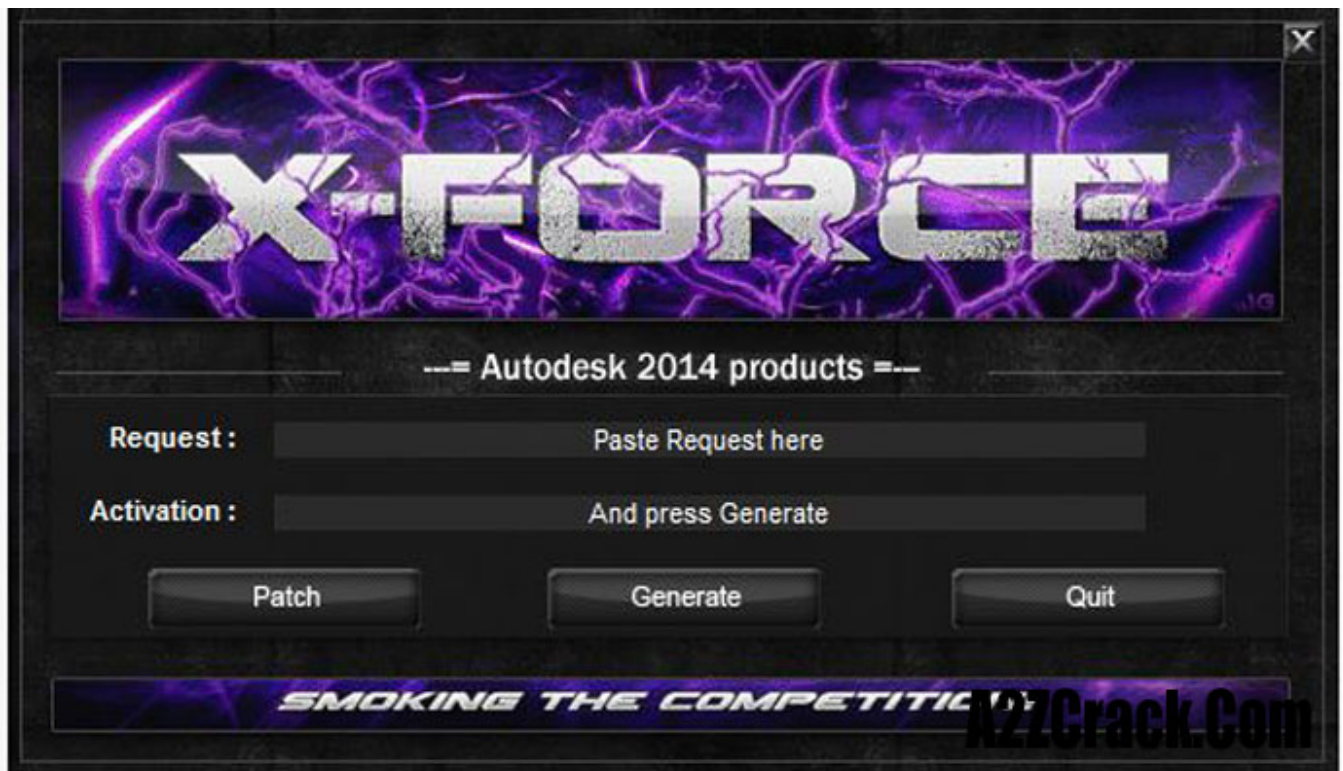 X
X-FORCE
---= Autodesk 2014 products =---
Request :
Paste Request here
Activation :
And press Generate
Patch
Generate
Quit
SMOKING THE COMPETITION
A2ZCrack.Com